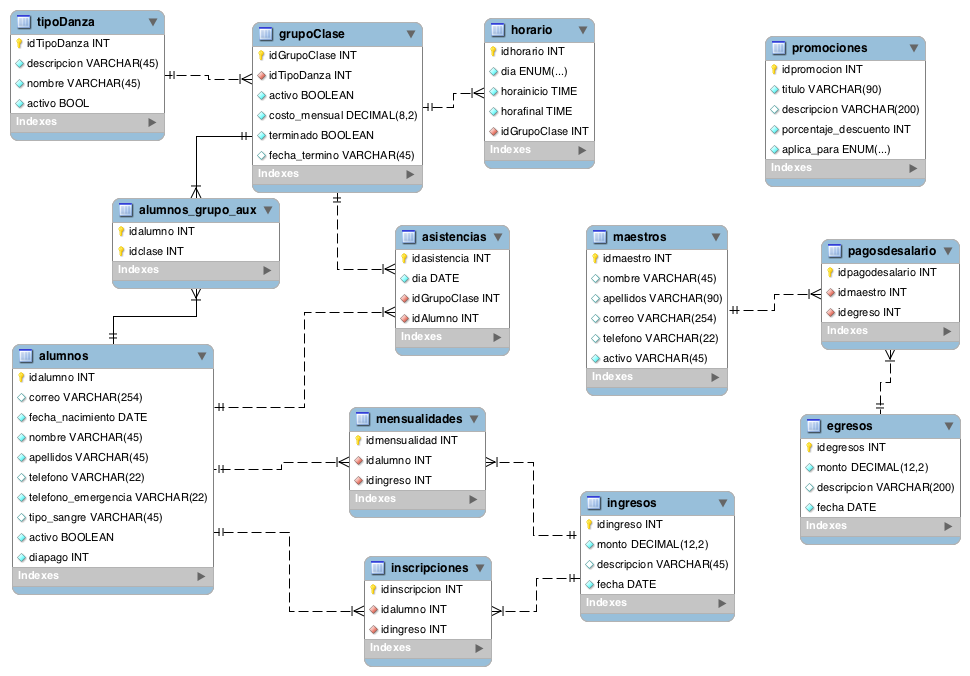 tipoDanza
idTipoDanza INT
descripcion VARCHAR(45)
nombre VARCHAR(45)
activo BOOL
Indexes
grupoClase
idGrupoClase INT
idTipoDanza INT
activo BOOLEAN
costo_mensual DECIMAL(8,2)
terminado BOOLEAN
fecha_termino VARCHAR(45)
Indexes
horario
idhorario INT
dia ENUM(...)
horainicio TIME
horafinal TIME
idGrupoClase INT
Indexes
promociones
idpromocion INT
titulo VARCHAR(90)
descripcion VARCHAR(200)
porcentaje_descuento INT
aplica_para ENUM(...)
Indexes
alumnos_grupo_aux
idalumno INT
idclase INT
Indexes
asistencias
idasistencia INT
dia DATE
idGrupoClase INT
idAlumno INT
Indexes
maestros
idmaestro INT
nombre VARCHAR(45)
apellidos VARCHAR(90)
correo VARCHAR(254)
telefono VARCHAR(22)
activo VARCHAR(45)
Indexes
pagosdesalario
idpagodesalario INT
idmaestro INT
idegreso INT
Indexes
alumnos
idalumno INT
correo VARCHAR(254)
fecha_nacimiento DATE
nombre VARCHAR(45)
apellidos VARCHAR(45)
telefono VARCHAR(22)
telefono_emergencia VARCHAR(22)
tipo_sangre VARCHAR(45)
activo BOOLEAN
diapago INT
Indexes
mensualidades
idmensualidad INT
idalumno INT
idingreso INT
Indexes
egresos
idegresos INT
monto DECIMAL(12,2)
descripcion VARCHAR(200)
fecha DATE
Indexes
ingresos
idingreso INT
monto DECIMAL(12,2)
descripcion VARCHAR(45)
fecha DATE
Indexes
inscripciones
idinscripcion INT
idalumno INT
idingreso INT
Indexes